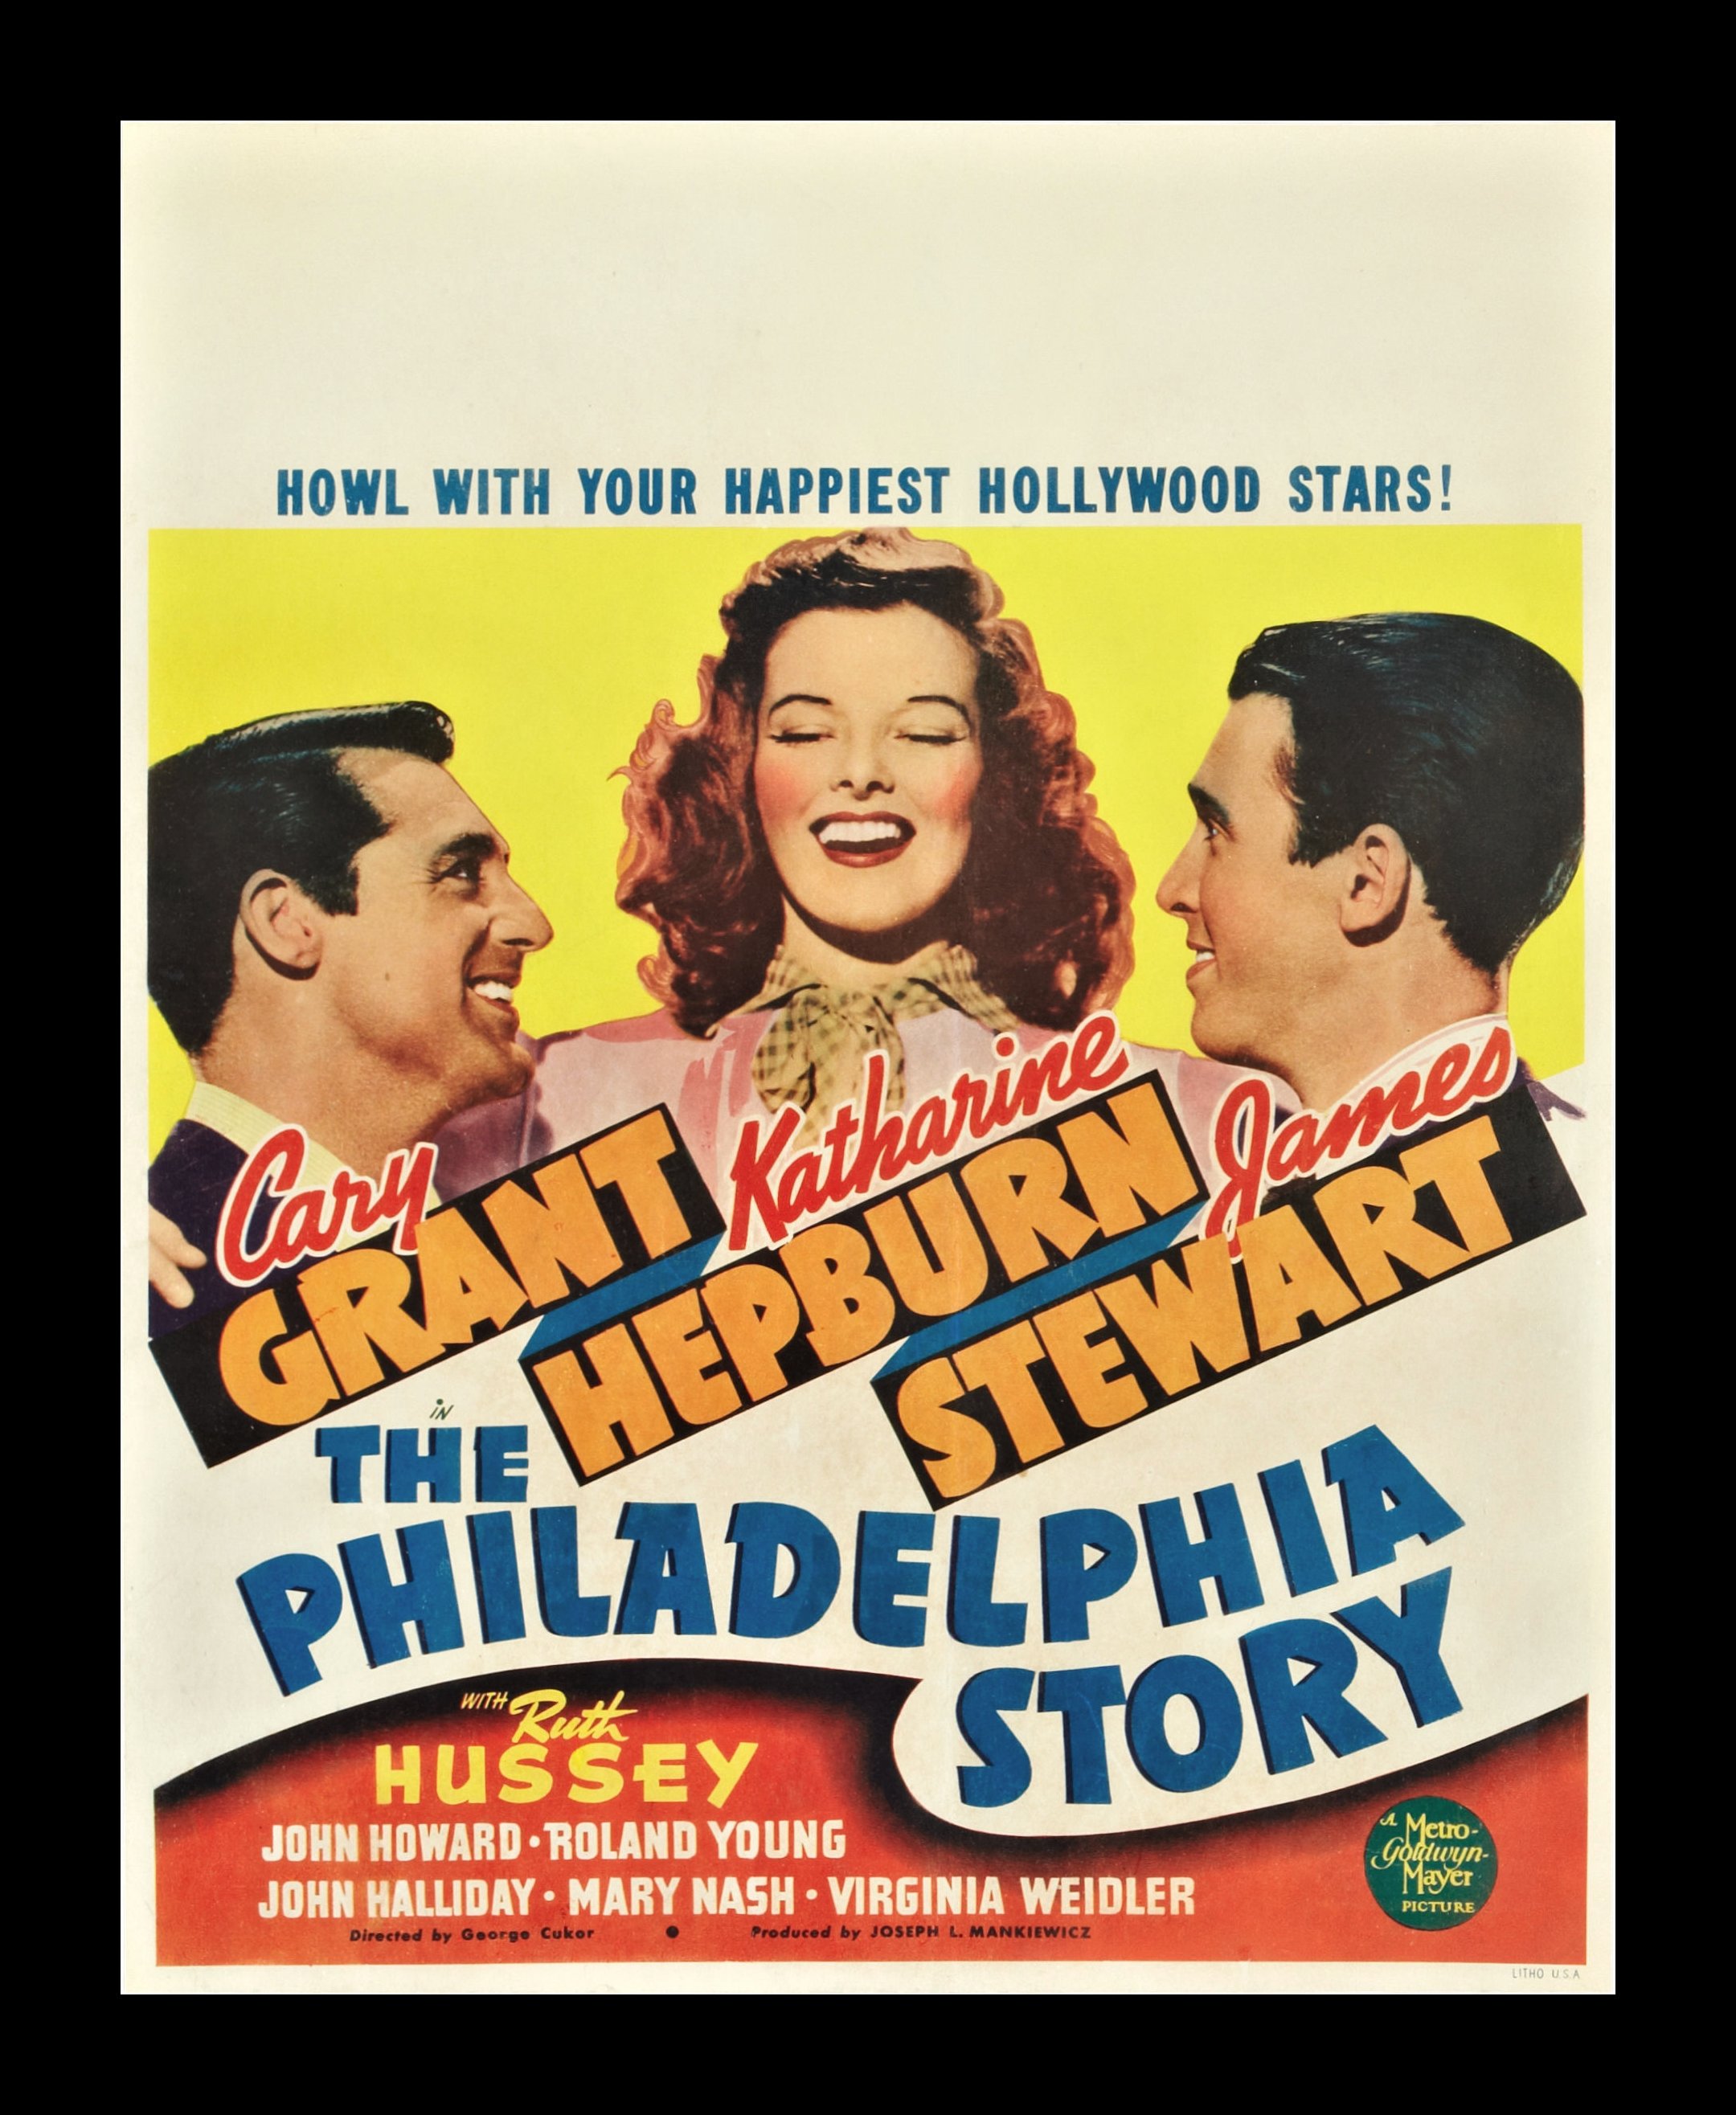 HOWL WITH YOUR HAPPIEST HOLLYWOOD STARS!
Cary GRANT
Katharine HEPBURN
James STEWART
IN
THE
PHILADELPHIA
STORY
WITH Ruth
HUSSEY
JOHN HOWARD • ROLAND YOUNG
JOHN HALLIDAY • MARY NASH • VIRGINIA WEIDLER
Directed by George Cukor • Produced by JOSEPH L. MANKIEWICZ
A Metro-
Goldwyn-
Mayer
PICTURE
LITHO U.S.A.